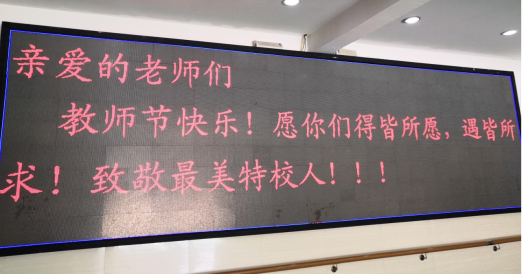 亲爱的老师们
教师节快乐！愿你们得皆所愿，遇皆所
求！致敬最美特校人！！！